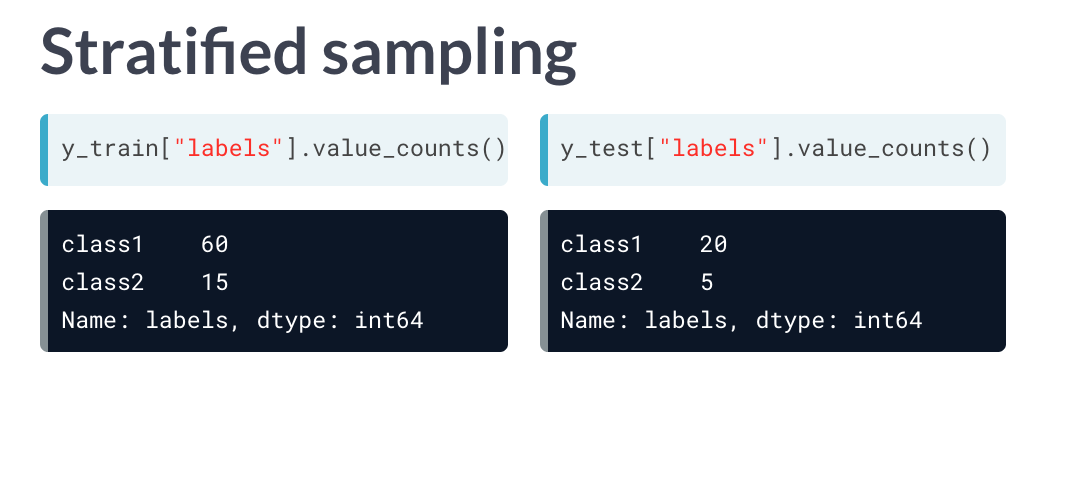 Stratified sampling
y_train["labels"].value_counts()
class1    60
class2    15
Name: labels, dtype: int64
y_test["labels"].value_counts()
class1    20
class2    5
Name: labels, dtype: int64